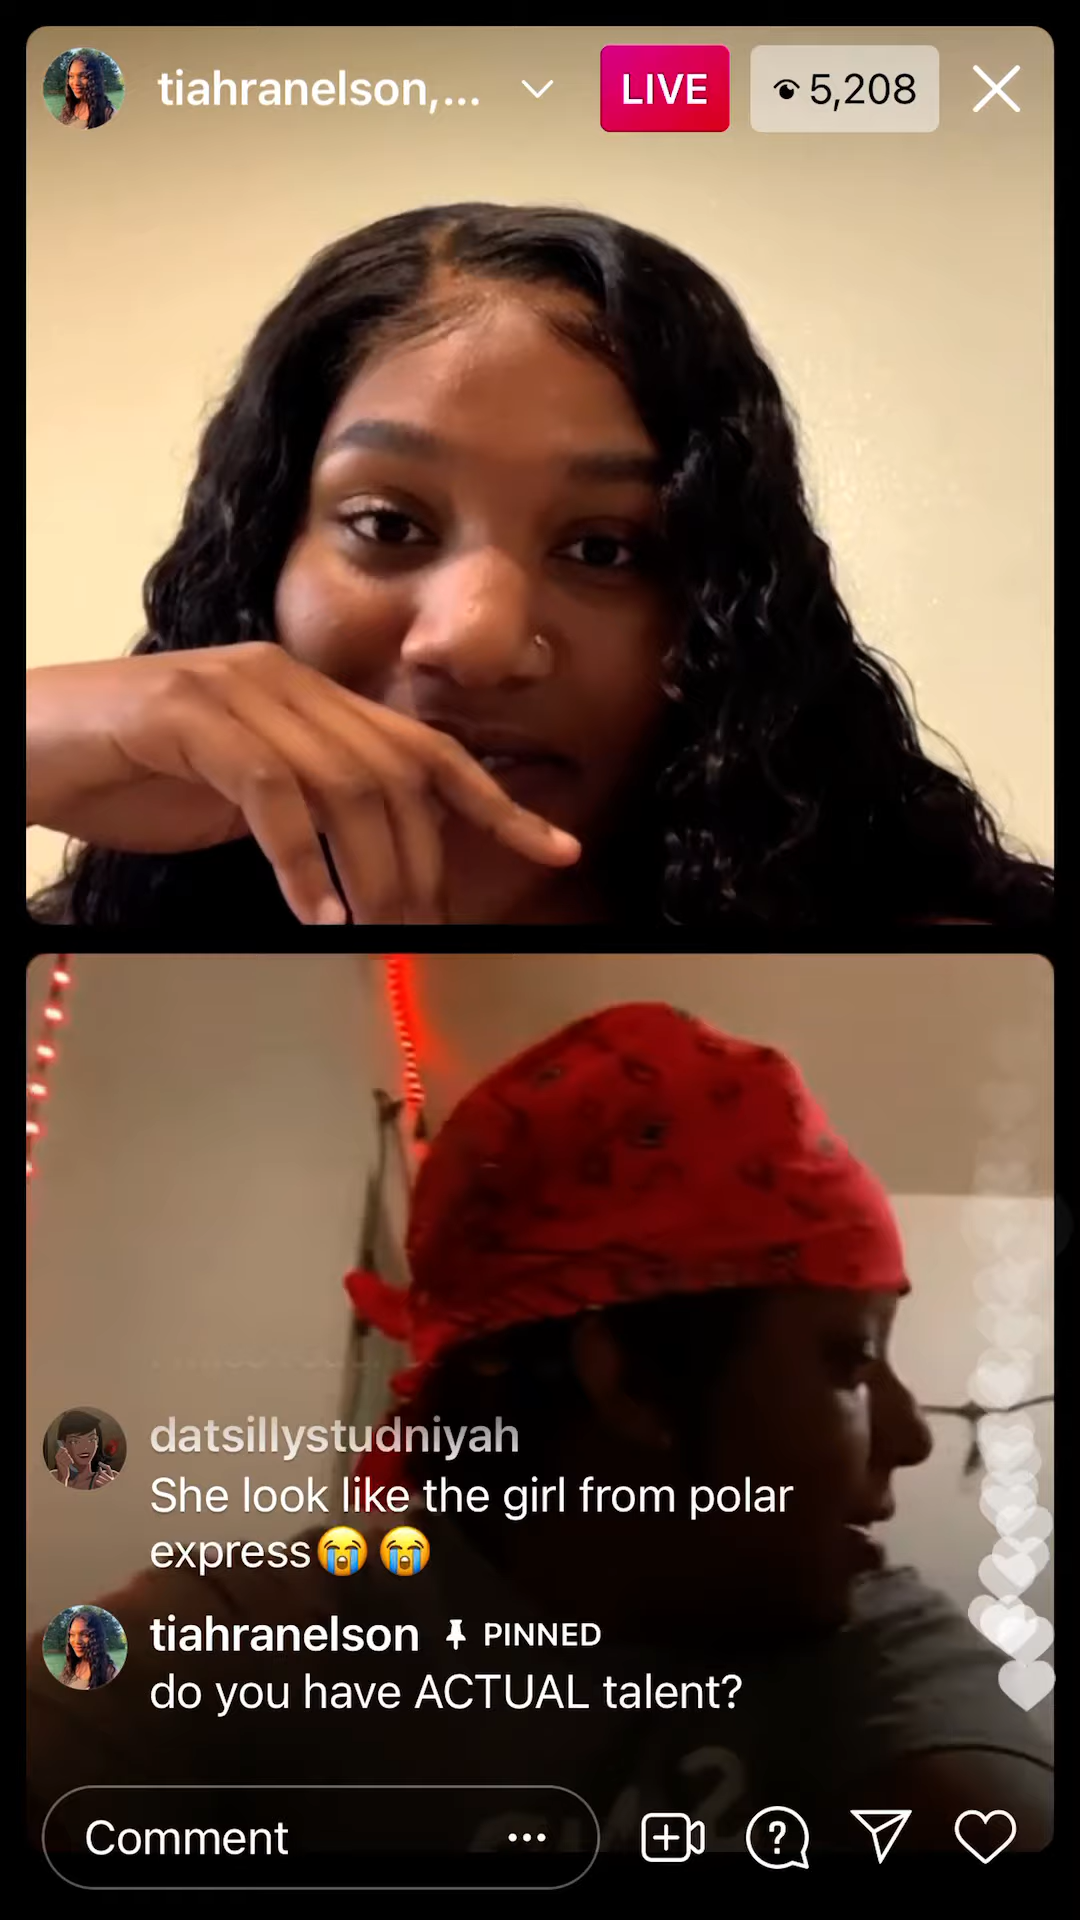 tiahranelson,...
LIVE
5,208
datsillystudniyah
She look like the girl from polar
express😭😭
tiahranelson PINNED
do you have ACTUAL talent?
Comment